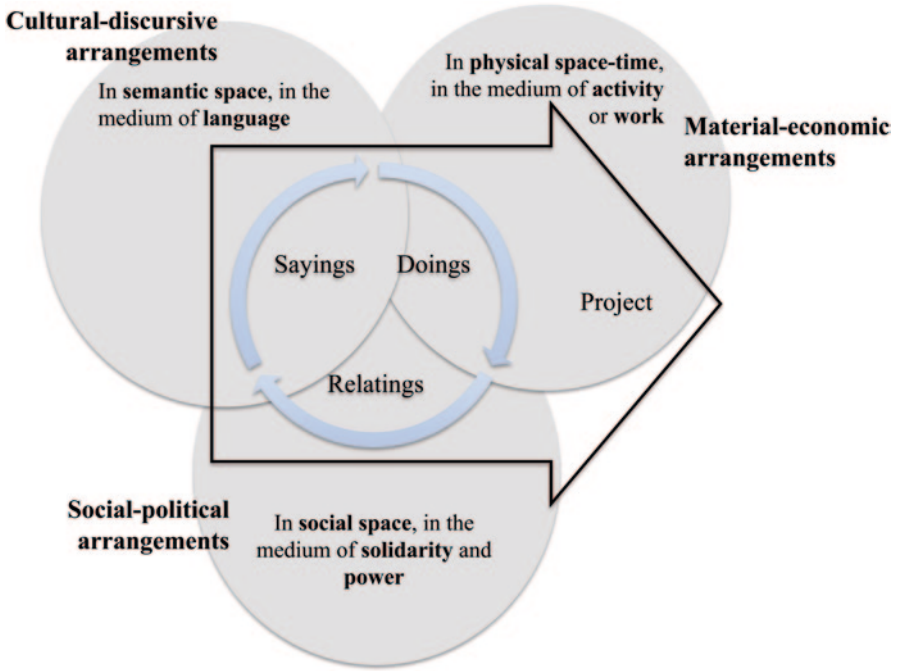 Cultural-discursive
arrangements
In semantic space, in the
medium of language
In physical space-time,
in the medium of activity
or work
Material-economic
arrangements
Sayings
Doings
Project
Relatings
Social-political
arrangements
In social space, in the
medium of solidarity and
power